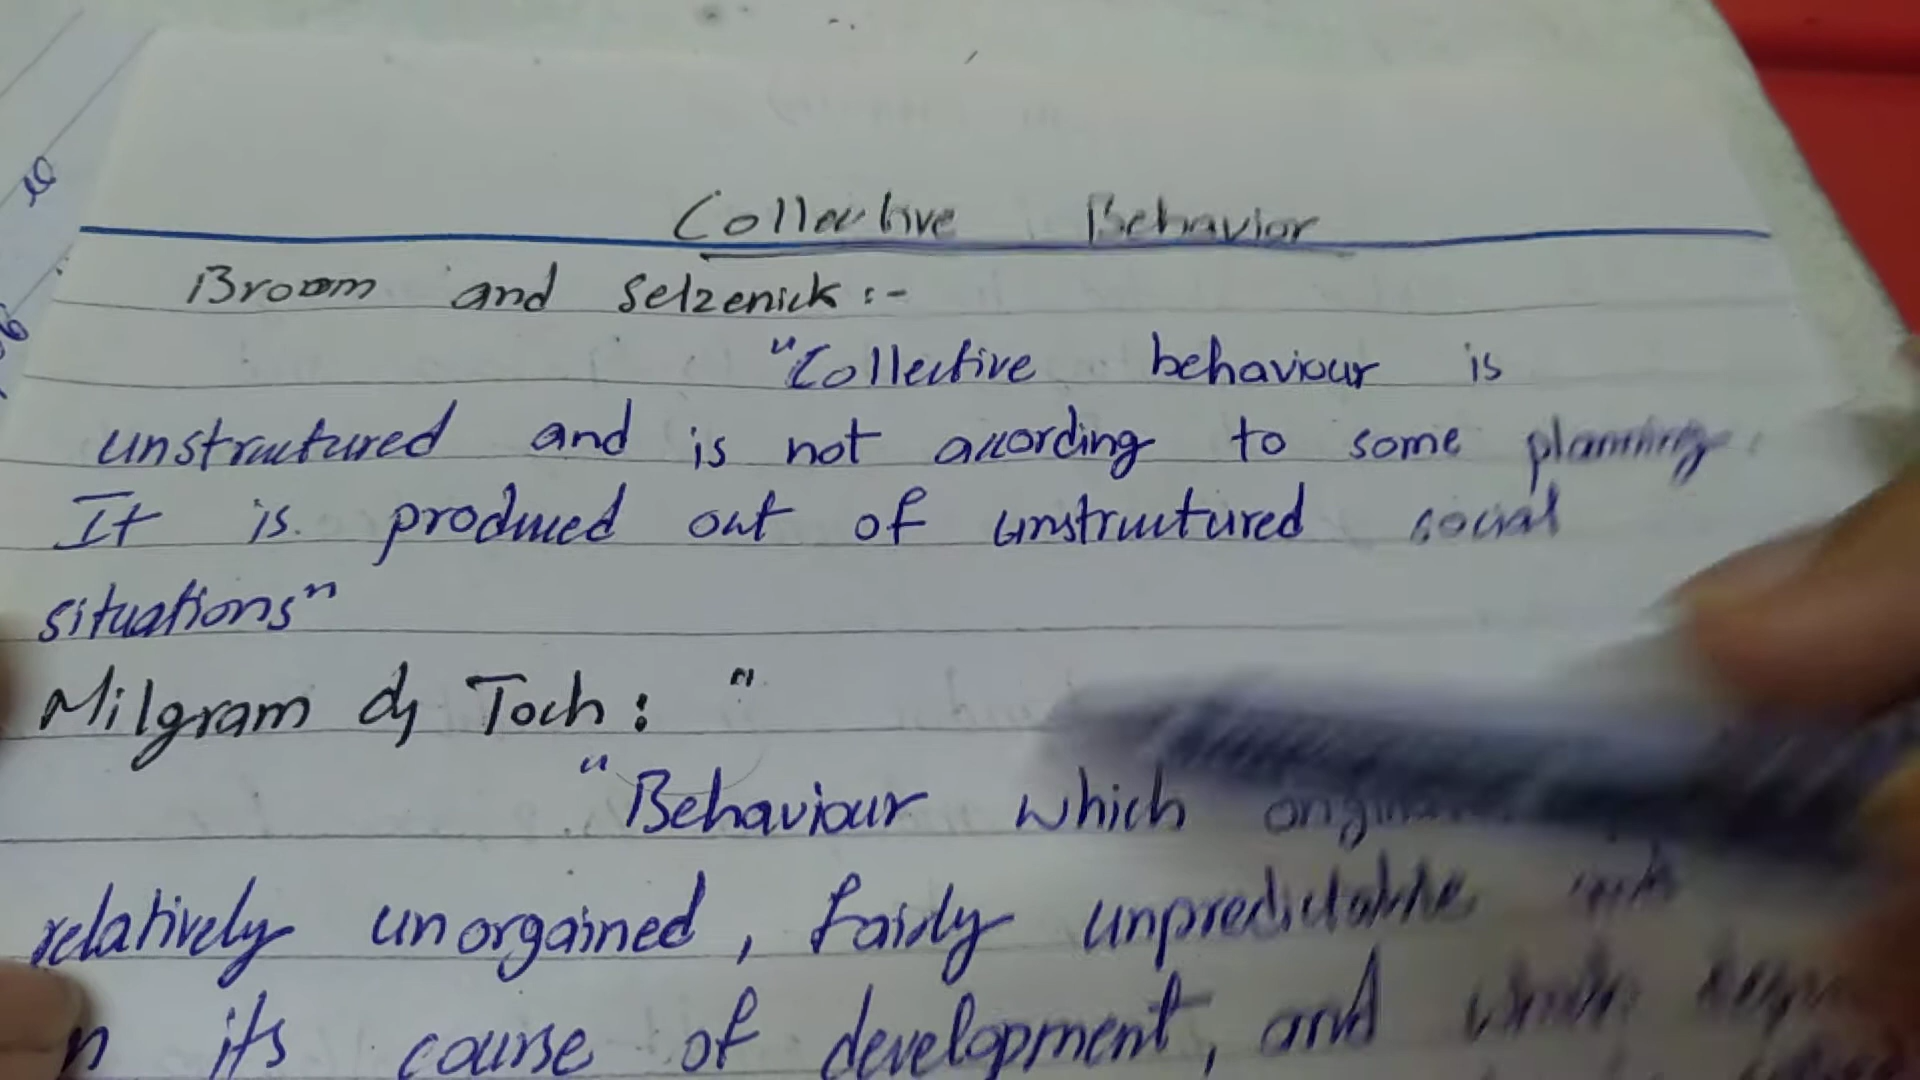 Collective Behavior
Broom and Selzenick :-
"Collective behaviour is
unstructured and is not according to some planning.
It is produced out of unstructured social
situations"
Milgram & Toch : "
"Behaviour which
relatively unorgained, fairly unpredictable
its course of development, and